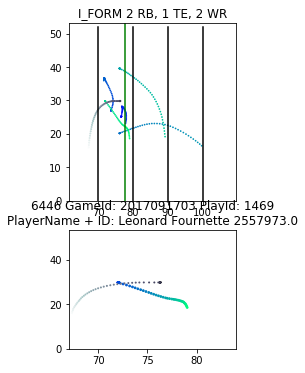 I_FORM 2 RB, 1 TE, 2 WR
50
40
30
20
10
0
70 80 90 100
6446 GameId: 2017091703 PlayId: 1469
PlayerName + ID: Leonard Fournette 2557973.0
40
20
0
70 75 80